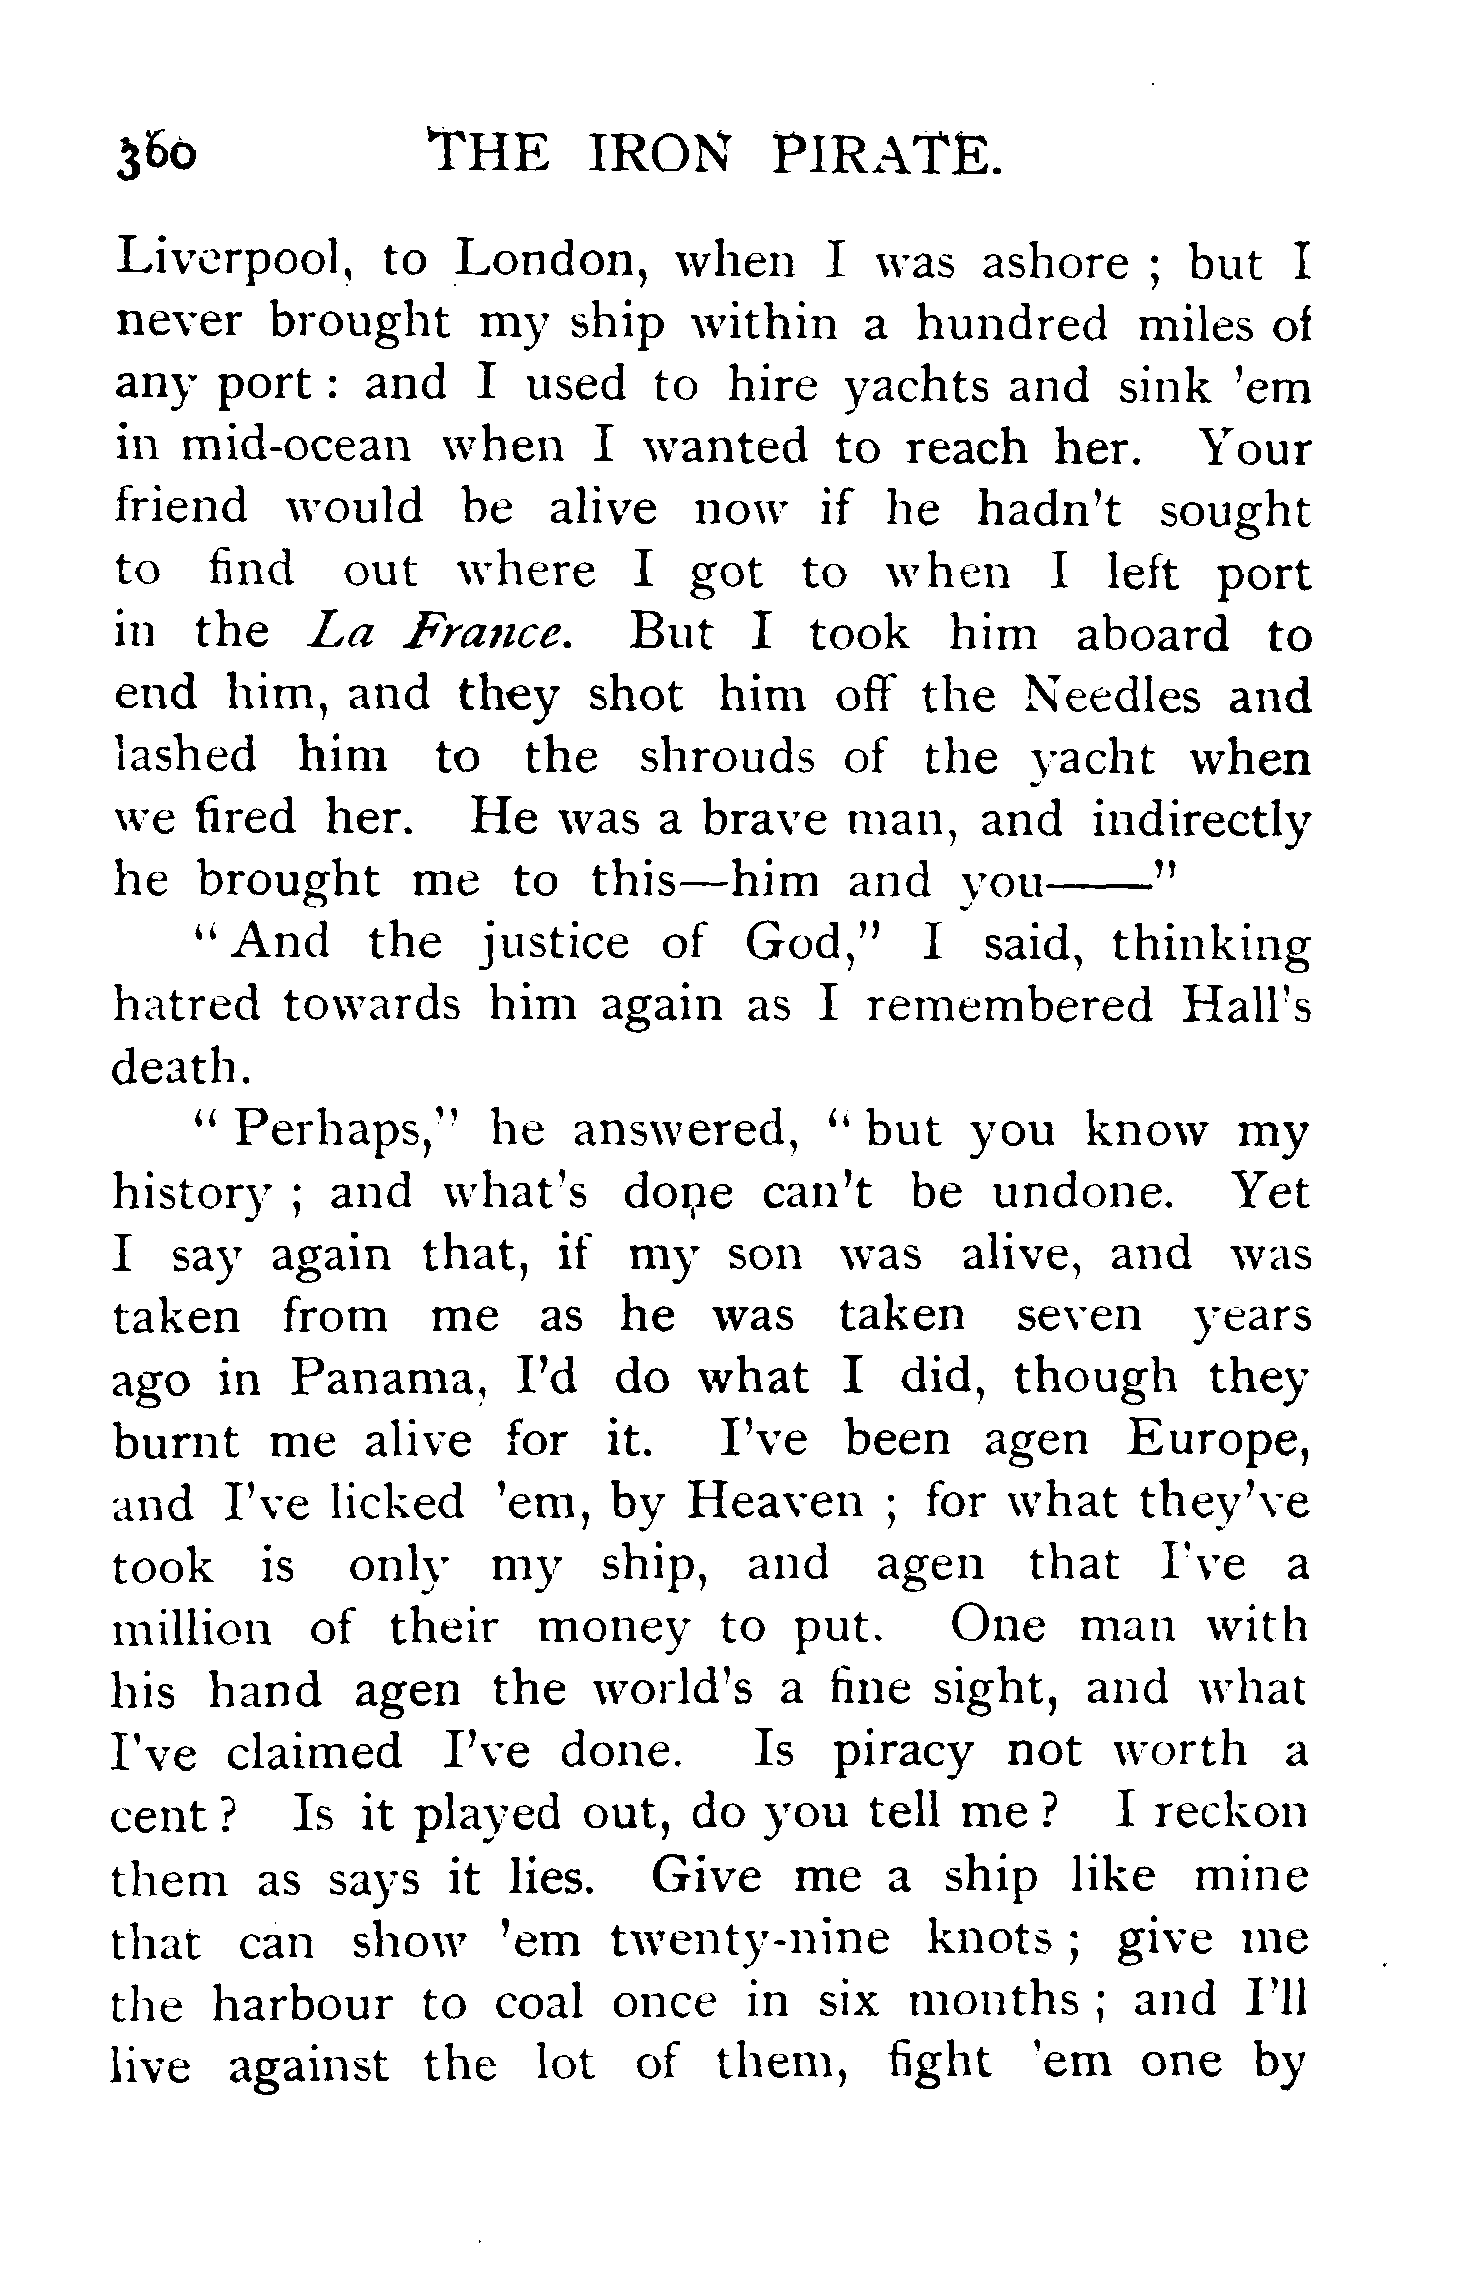 360 THE IRON PIRATE.
Liverpool, to London, when I was ashore ; but I
never brought my ship within a hundred miles of
any port : and I used to hire yachts and sink 'em
in mid-ocean when I wanted to reach her. Your
friend would be alive now if he hadn't sought
to find out where I got to when I left port
in the La France. But I took him aboard to
end him, and they shot him off the Needles and
lashed him to the shrouds of the yacht when
we fired her. He was a brave man, and indirectly
he brought me to this—him and you——"
" And the justice of God," I said, thinking
hatred towards him again as I remembered Hall's
death.
" Perhaps," he answered, " but you know my
history ; and what's done can't be undone. Yet
I say again that, if my son was alive, and was
taken from me as he was taken seven years
ago in Panama, I'd do what I did, though they
burnt me alive for it. I've been agen Europe,
and I've licked 'em, by Heaven ; for what they've
took is only my ship, and agen that I've a
million of their money to put. One man with
his hand agen the world's a fine sight, and what
I've claimed I've done. Is piracy not worth a
cent ? Is it played out, do you tell me ? I reckon
them as says it lies. Give me a ship like mine
that can show 'em twenty-nine knots ; give me
the harbour to coal once in six months ; and I'll
live against the lot of them, fight 'em one by